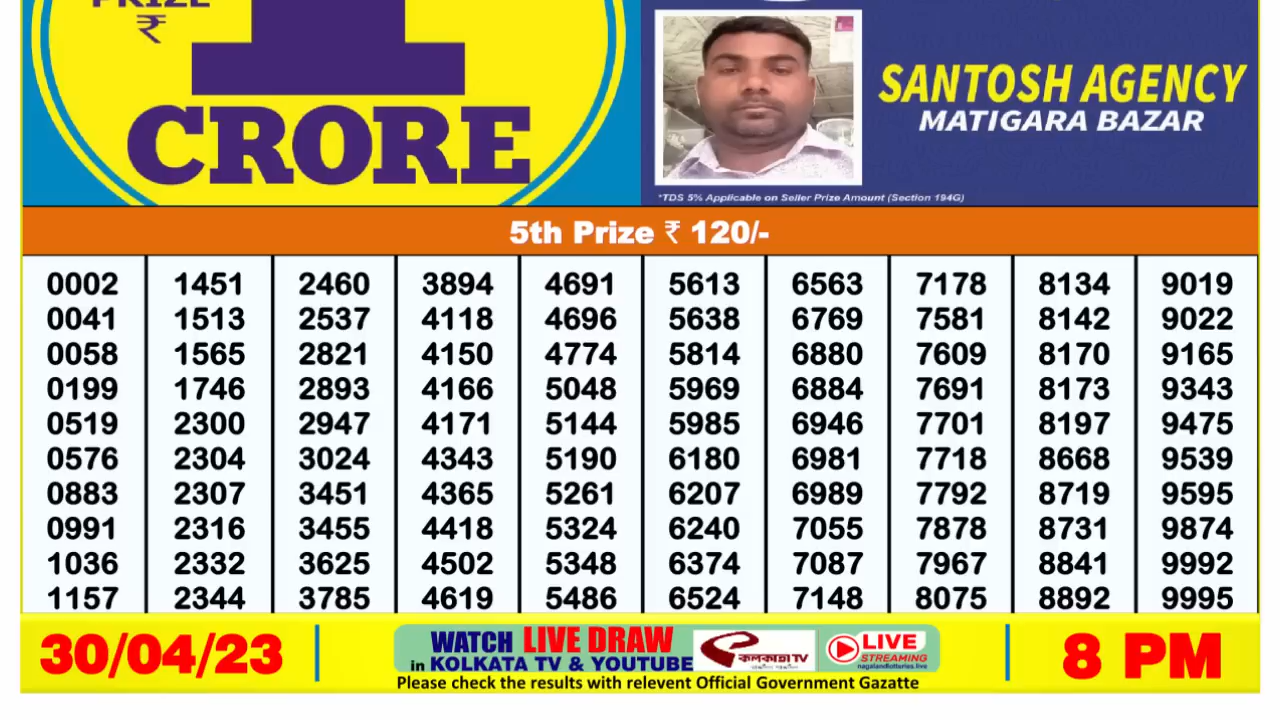 PRIZE
₹
1
CRORE
SANTOSH AGENCY
MATIGARA BAZAR
*TDS 5% Applicable on Seller Prize Amount (Section 194G)
5th Prize ₹ 120/-
0002 1451 2460 3894 4691 5613 6563 7178 8134 9019
0041 1513 2537 4118 4696 5638 6769 7581 8142 9022
0058 1565 2821 4150 4774 5814 6880 7609 8170 9165
0199 1746 2893 4166 5048 5969 6884 7691 8173 9343
0519 2300 2947 4171 5144 5985 6946 7701 8197 9475
0576 2304 3024 4343 5190 6180 6981 7718 8668 9539
0883 2307 3451 4365 5261 6207 6989 7792 8719 9595
0991 2316 3455 4418 5324 6240 7055 7878 8731 9874
1036 2332 3625 4502 5348 6374 7087 7967 8841 9992
1157 2344 3785 4619 5486 6524 7148 8075 8892 9995
30/04/23
WATCH LIVE DRAW
in KOLKATA TV & YOUTUBE
কলকাতা TV
LIVE
STREAMING
nagalandlotteries.live
Please check the results with relevent Official Government Gazatte
8 PM